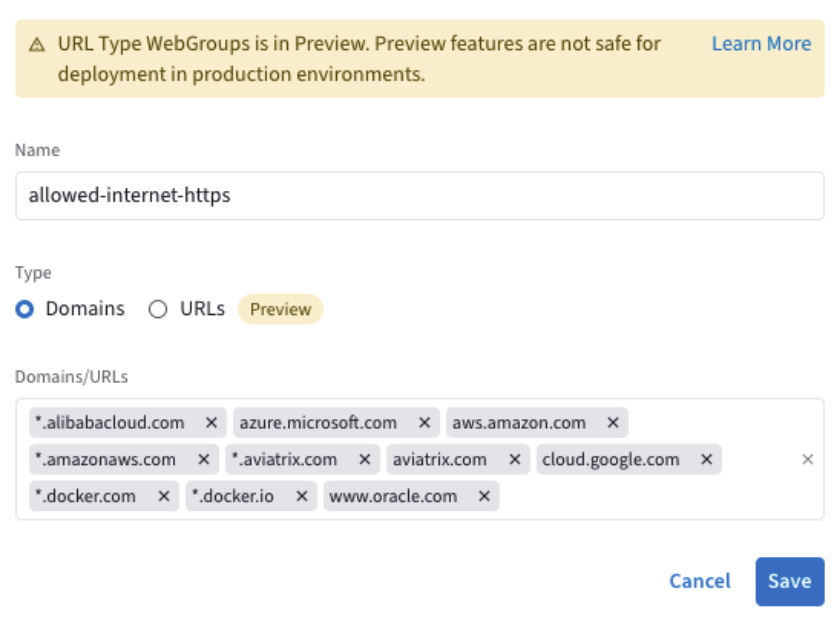 URL Type WebGroups is in Preview. Preview features are not safe for Learn More
deployment in production environments.
Name
allowed-internet-https
Type
Domains URLs Preview
Domains/URLs
*.alibabacloud.com azure.microsoft.com aws.amazon.com
*.amazonaws.com *.aviatrix.com aviatrix.com cloud.google.com
*.docker.com *.docker.io www.oracle.com
Cancel Save